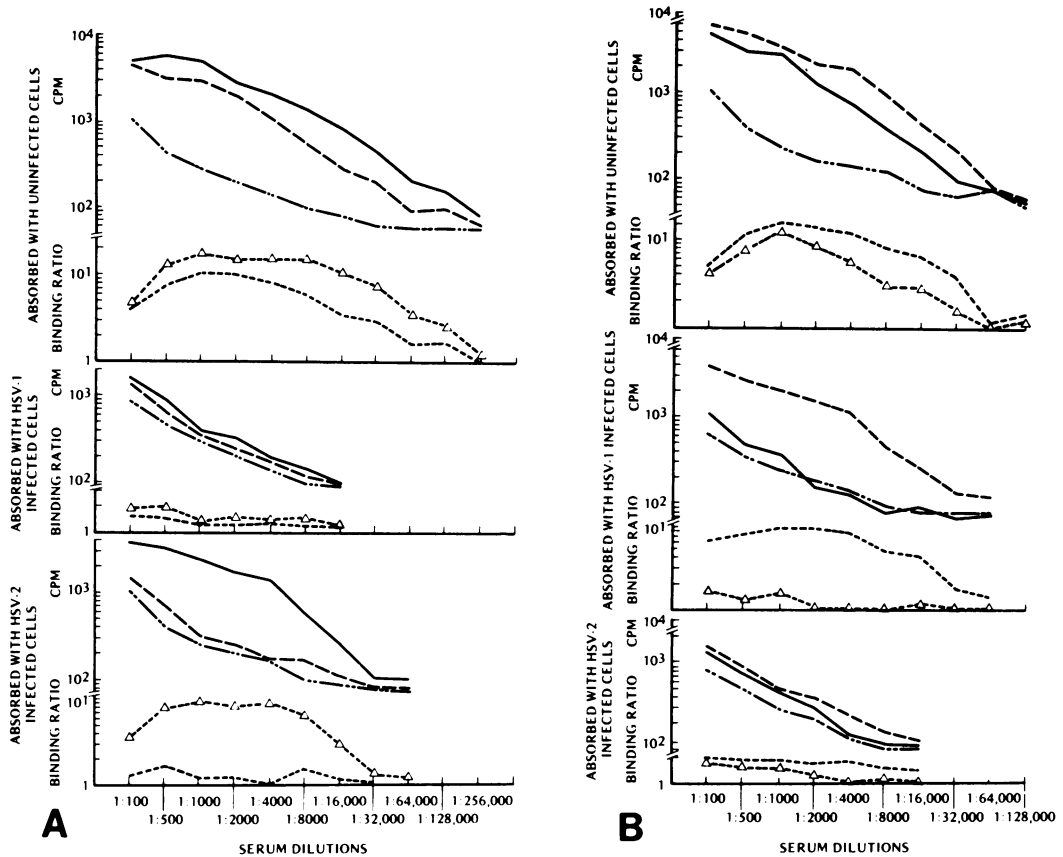 ABSORBED WITH UNINFECTED CELLS
CPM
BINDING RATIO
10⁴
10³
10²
10¹
1
ABSORBED WITH HSV-1
INFECTED CELLS
CPM
BINDING RATIO
10³
10²
1
ABSORBED WITH HSV-2
INFECTED CELLS
CPM
BINDING RATIO
10³
10²
10¹
1
1:100
1:500
1:1000
1:2000
1:4000
1:8000
1:16,000
1:32,000
1:64,000
1:128,000
1:256,000
A
SERUM DILUTIONS
ABSORBED WITH UNINFECTED CELLS
CPM
BINDING RATIO
10⁴
10³
10²
10¹
1
ABSORBED WITH HSV-1 INFECTED CELLS
CPM
BINDING RATIO
10⁴
10³
10²
10¹
1
ABSORBED WITH HSV-2
INFECTED CELLS
CPM
BINDING RATIO
10⁴
10³
10²
1
1:100
1:500
1:1000
1:2000
1:4000
1:8000
1:16,000
1:32,000
1:64,000
1:128,000
B
SERUM DILUTIONS